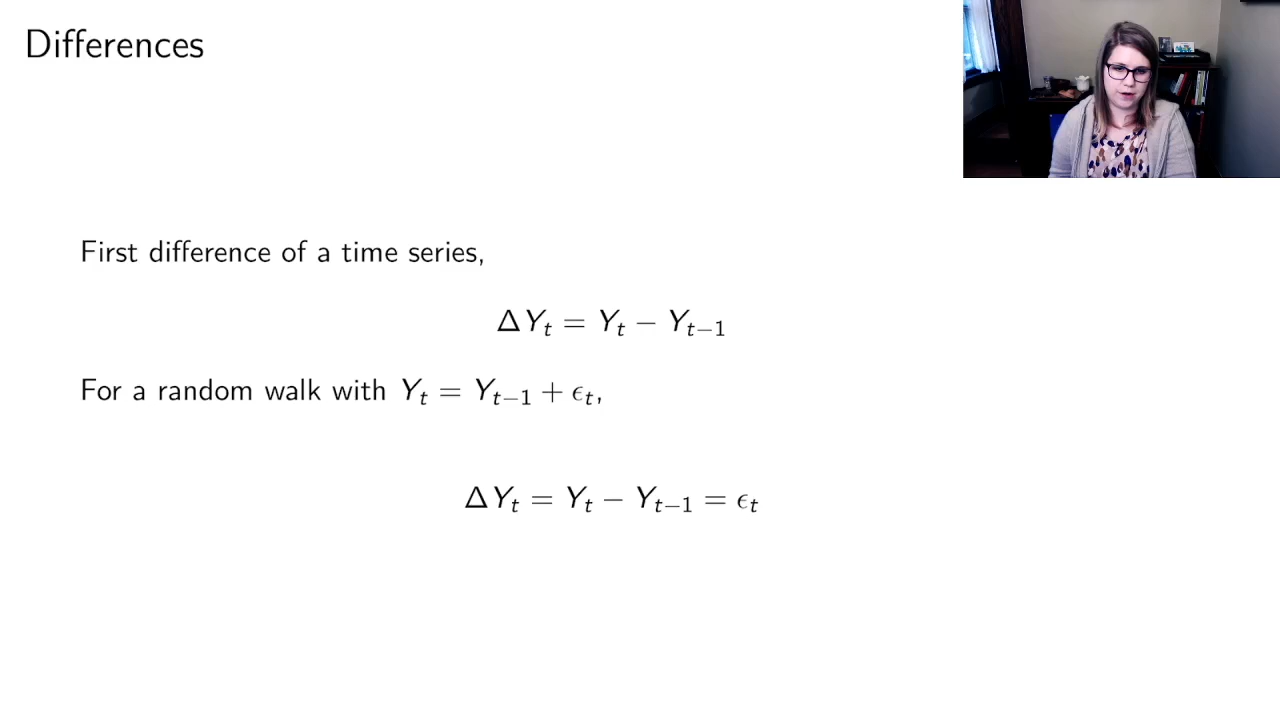 Differences
First difference of a time series,
ΔY_t = Y_t − Y_{t−1}
For a random walk with Y_t = Y_{t−1} + ϵ_t,
ΔY_t = Y_t − Y_{t−1} = ϵ_t